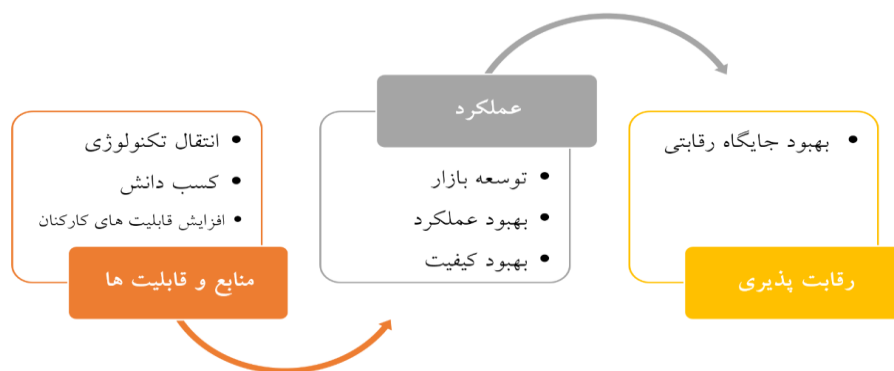 • انتقال تکنولوژی
• کسب دانش
• افزایش قابلیت های کارکنان
منابع و قابلیت ها
عملکرد
• توسعه بازار
• بهبود عملکرد
• بهبود کیفیت
• بهبود جایگاه رقابتی
رقابت پذیری